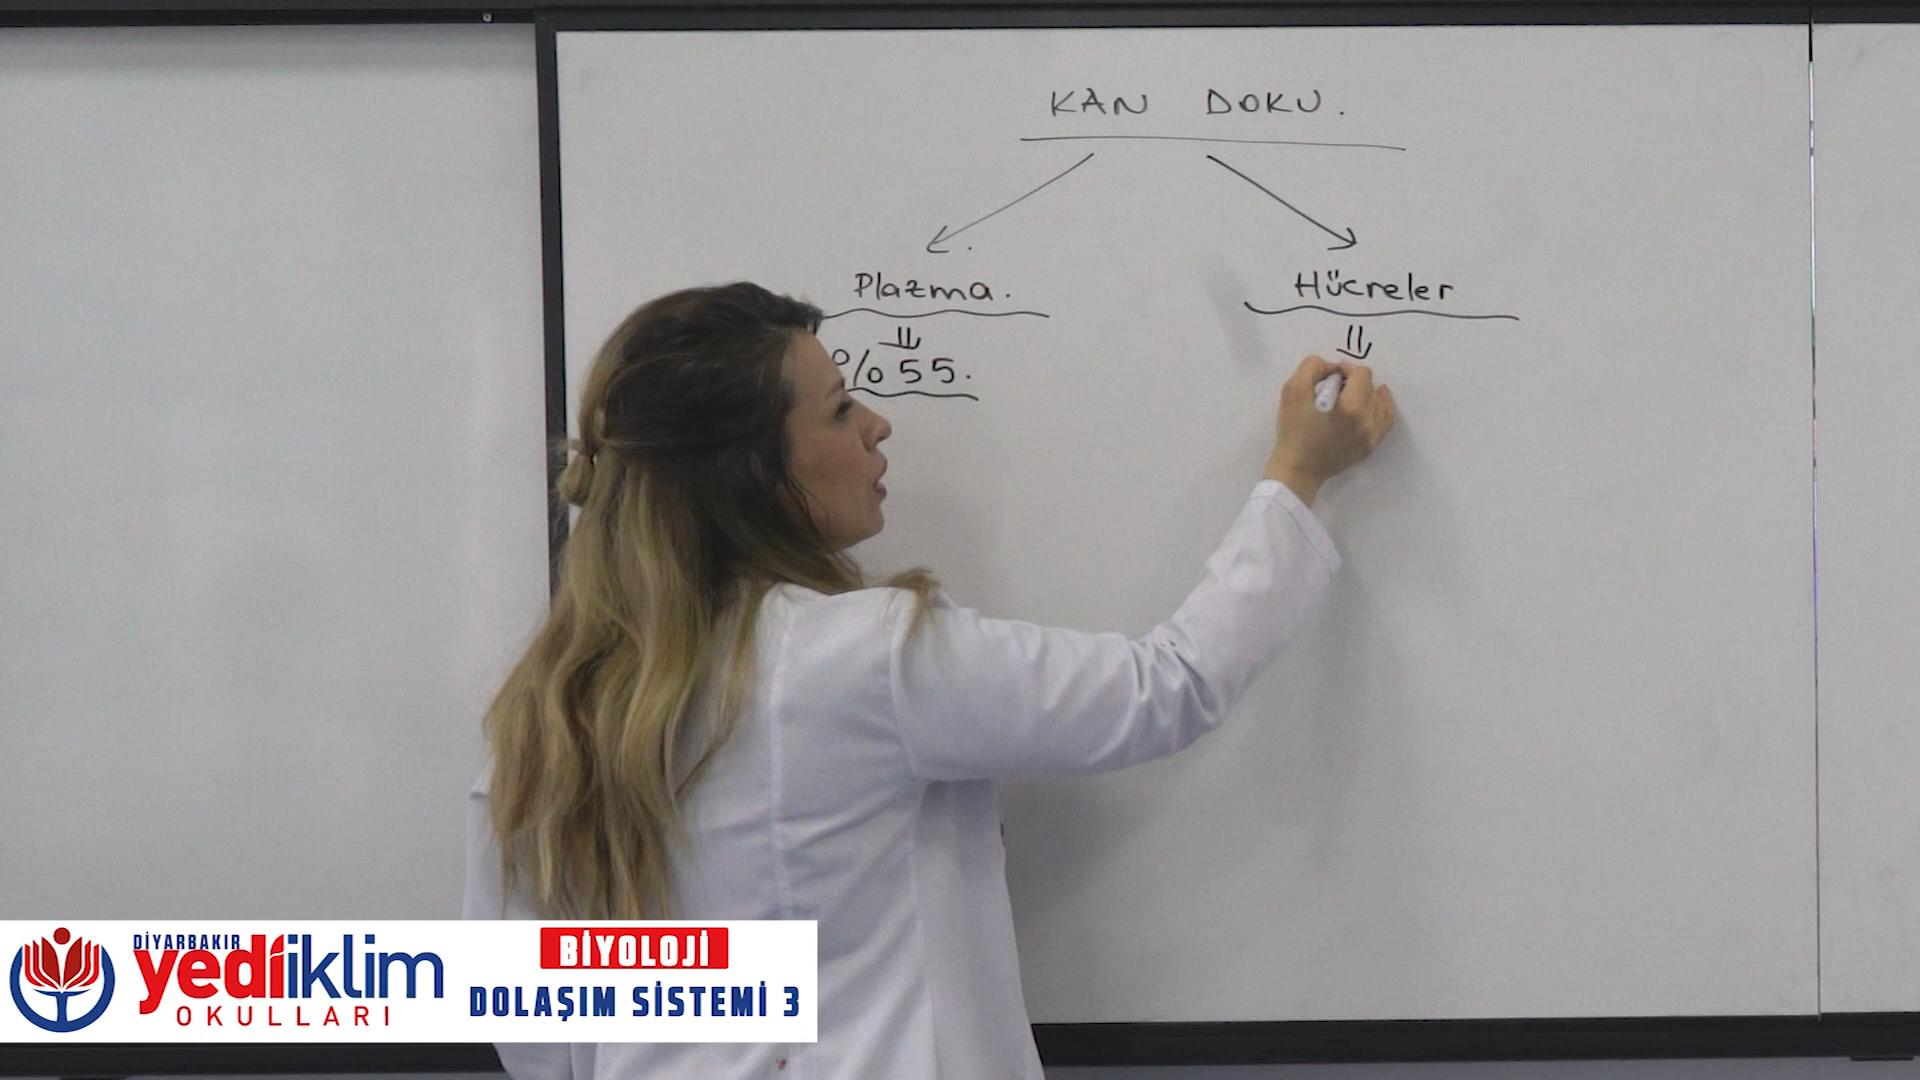 KAN DOKU.
Plazma.
Hücreler
%55.
DİYARBAKIR
yediiklim
OKULLARI
BİYOLOJİ
DOLAŞIM SİSTEMİ 3